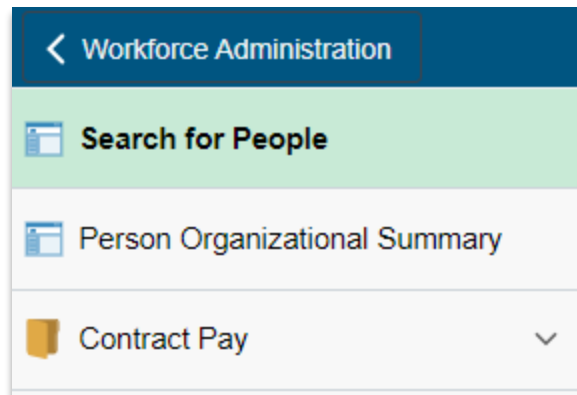 Workforce Administration
Search for People
Person Organizational Summary
Contract Pay